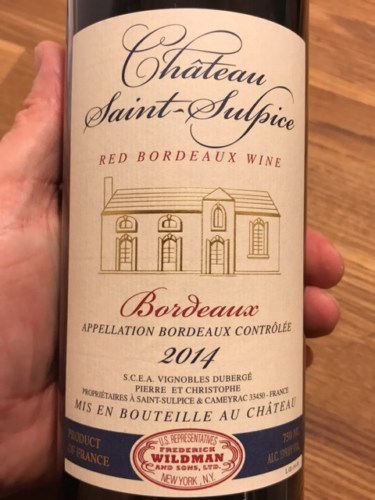 Château
Saint-Sulpice
RED BORDEAUX WINE
Bordeaux
APPELLATION BORDEAUX CONTRÔLÉE
2014
S.C.E.A. VIGNOBLES DUBERGÉ
PIERRE ET CHRISTOPHE
PROPRIÉTAIRES À SAINT-SULPICE & CAMEYRAC 33450 - FRANCE
MIS EN BOUTEILLE AU CHÂTEAU
PRODUCT
OF FRANCE
U.S. REPRESENTATIVES
FREDERICK
WILDMAN
AND SONS, LTD.
NEW YORK, N.Y.
750 ML